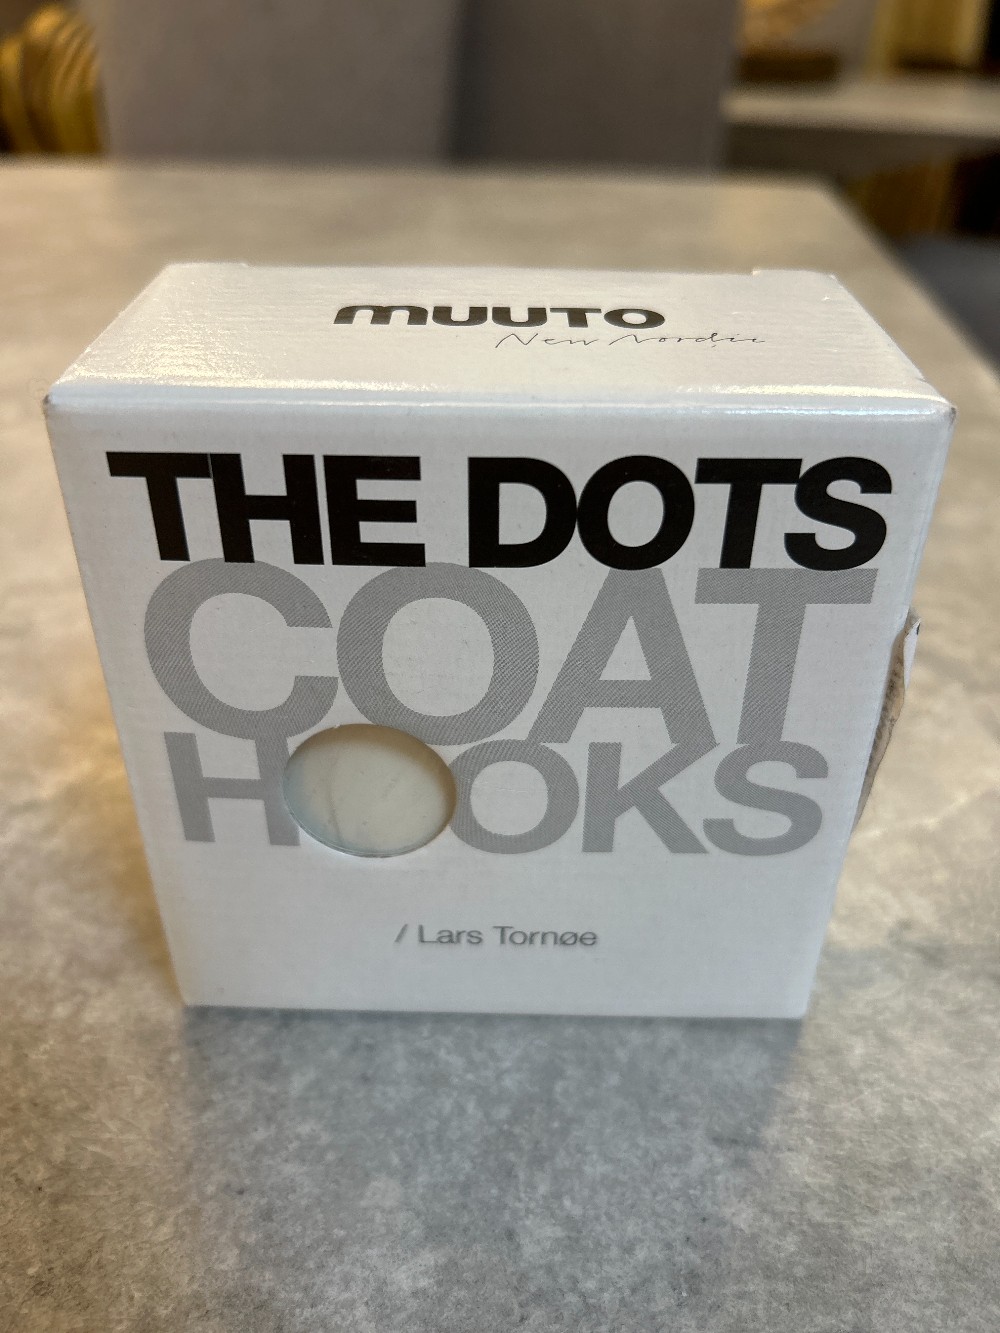 muuto
New Nordic
THE DOTS
COAT
HOOKS
/ Lars Tornøe